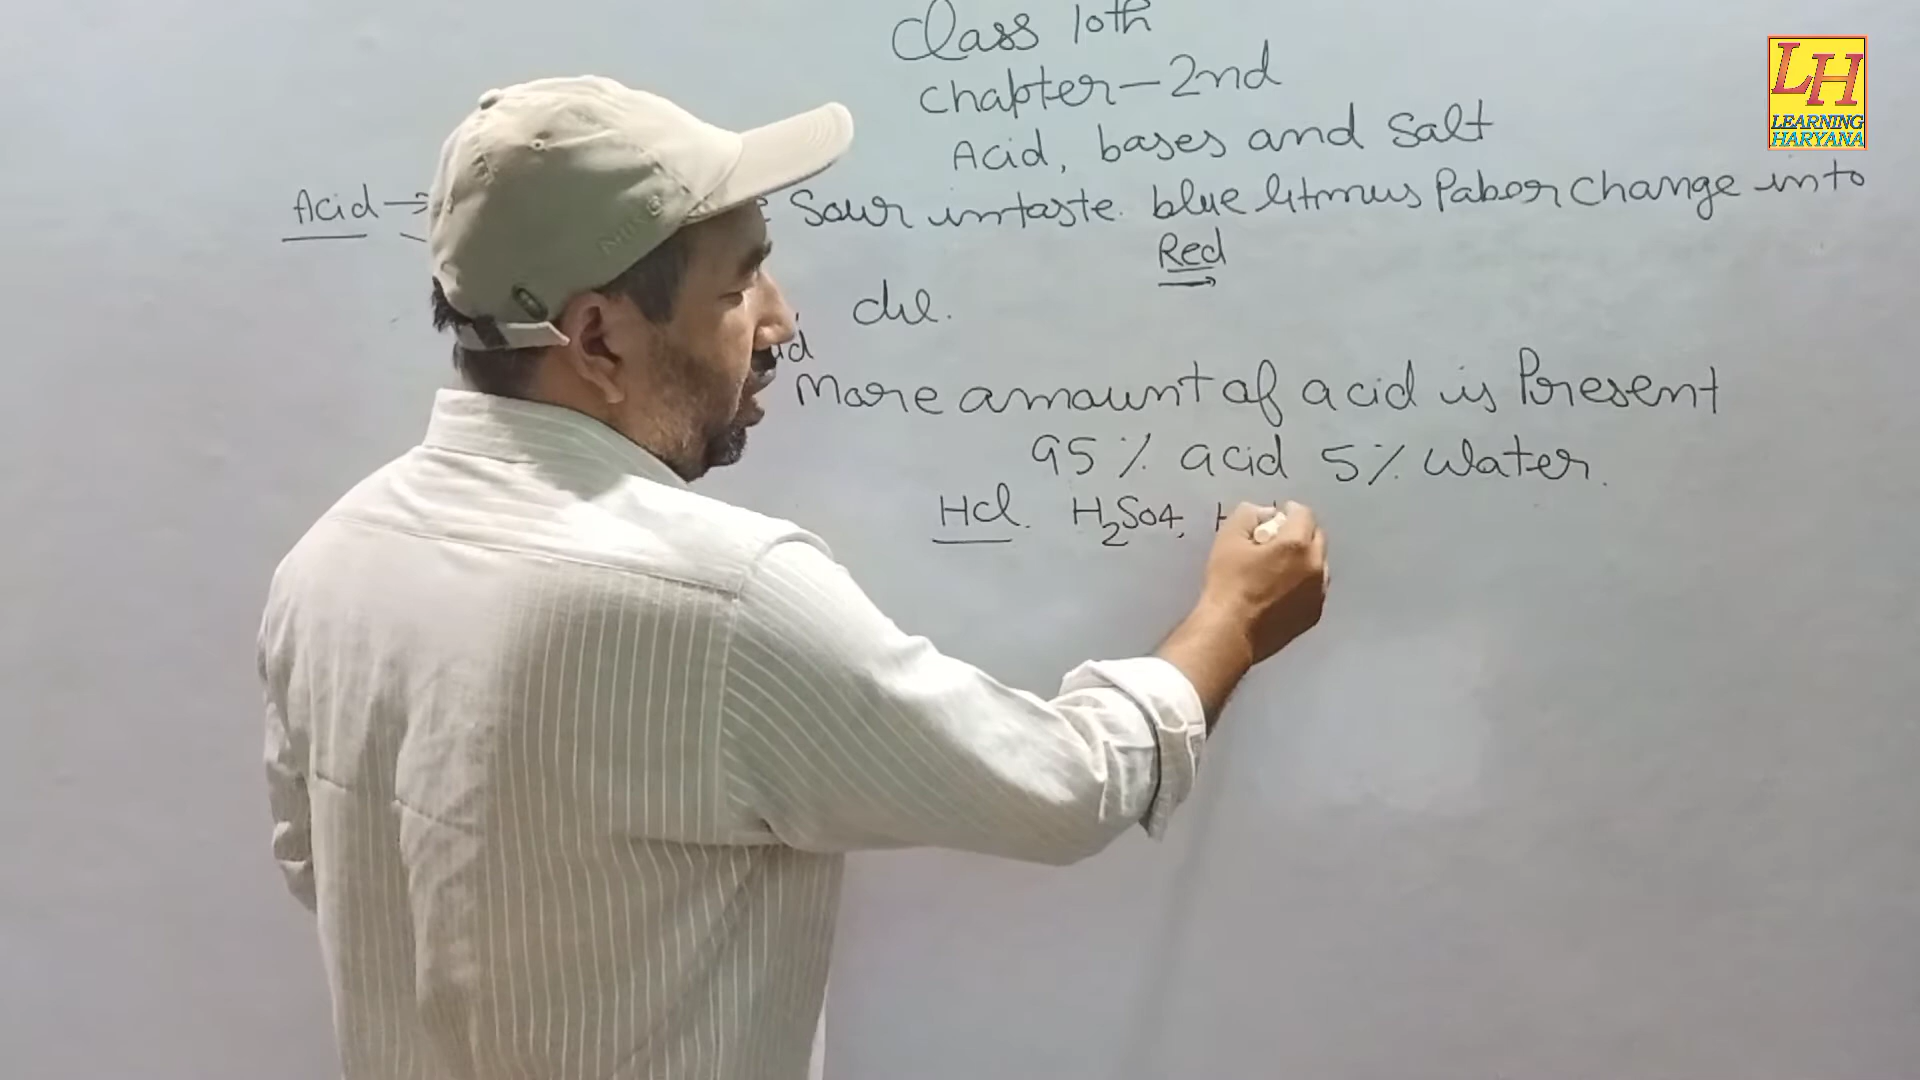 Class 10th
Chapter-2nd
Acid, bases and Salt
Acid → Sour in taste. blue litmus Paber Change into
Red
dil.
More amount of acid is Present
95% acid 5% Water.
HCl. H2SO4, H
LH
LEARNING
HARYANA